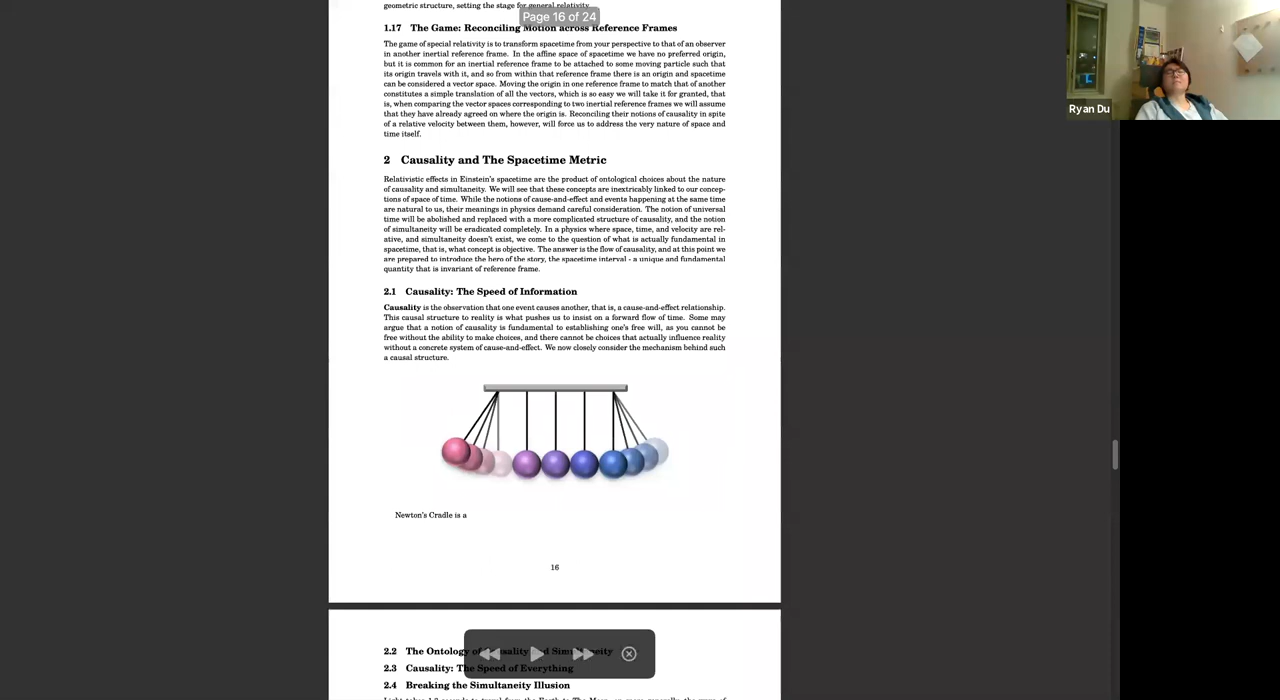 geometric structure, setting the stage for general relativity.
Page 16 of 24
1.17 The Game: Reconciling Motion across Reference Frames
The game of special relativity is to transform spacetime from your perspective to that of an observer
in another inertial reference frame. In the affine space of spacetime we have no preferred origin,
but it is common for an inertial reference frame to be attached to some moving particle such that
its origin travels with it, and so from within that reference frame there is an origin and spacetime
can be considered a vector space. Moving the origin in one reference frame to match that of another
constitutes a simple translation of all the vectors, which is so easy we will take it for granted, that
is, when comparing the vector spaces corresponding to two inertial reference frames we will assume
that they have already agreed on where the origin is. Reconciling their notions of causality in spite
of a relative velocity between them, however, will force us to address the very nature of space and
time itself.
2 Causality and The Spacetime Metric
Relativistic effects in Einstein's spacetime are the product of ontological choices about the nature
of causality and simultaneity. We will see that these concepts are inextricably linked to our concep-
tions of space of time. While the notions of cause-and-effect and events happening at the same time
are natural to us, their meanings in physics demand careful consideration. The notion of universal
time will be abolished and replaced with a more complicated structure of causality, and the notion
of simultaneity will be eradicated completely. In a physics where space, time, and velocity are rel-
ative, and simultaneity doesn't exist, we come to the question of what is actually fundamental in
spacetime, that is, what concept is objective. The answer is the flow of causality, and at this point we
are prepared to introduce the hero of the story, the spacetime interval - a unique and fundamental
quantity that is invariant of reference frame.
2.1 Causality: The Speed of Information
Causality is the observation that one event causes another, that is, a cause-and-effect relationship.
This causal structure to reality is what pushes us to insist on a forward flow of time. Some may
argue that a notion of causality is fundamental to establishing one's free will, as you cannot be
free without the ability to make choices, and there cannot be choices that actually influence reality
without a concrete system of cause-and-effect. We now closely consider the mechanism behind such
a causal structure.
Newton's Cradle is a
16
2.2 The Ontology of Causality and Simultaneity
2.3 Causality: The Speed of Everything
2.4 Breaking the Simultaneity Illusion
Ryan Du